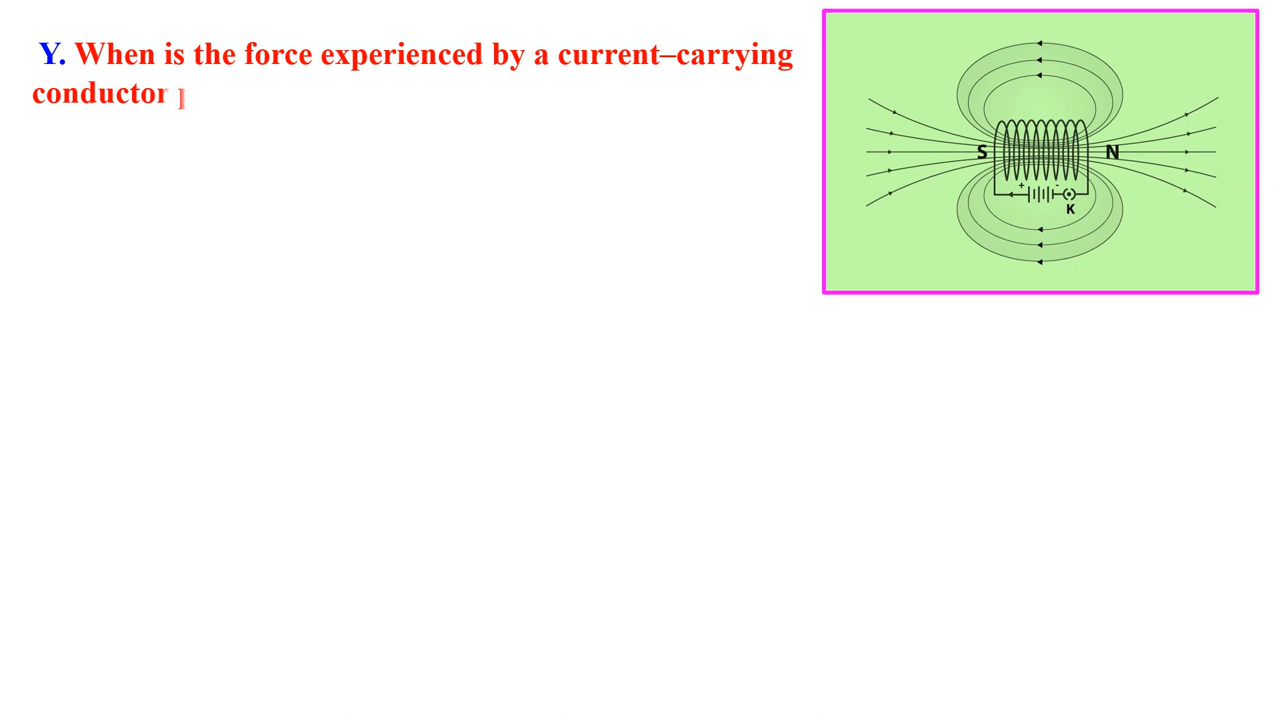 Y. When is the force experienced by a current–carrying
conductor
S
N
+
-
K